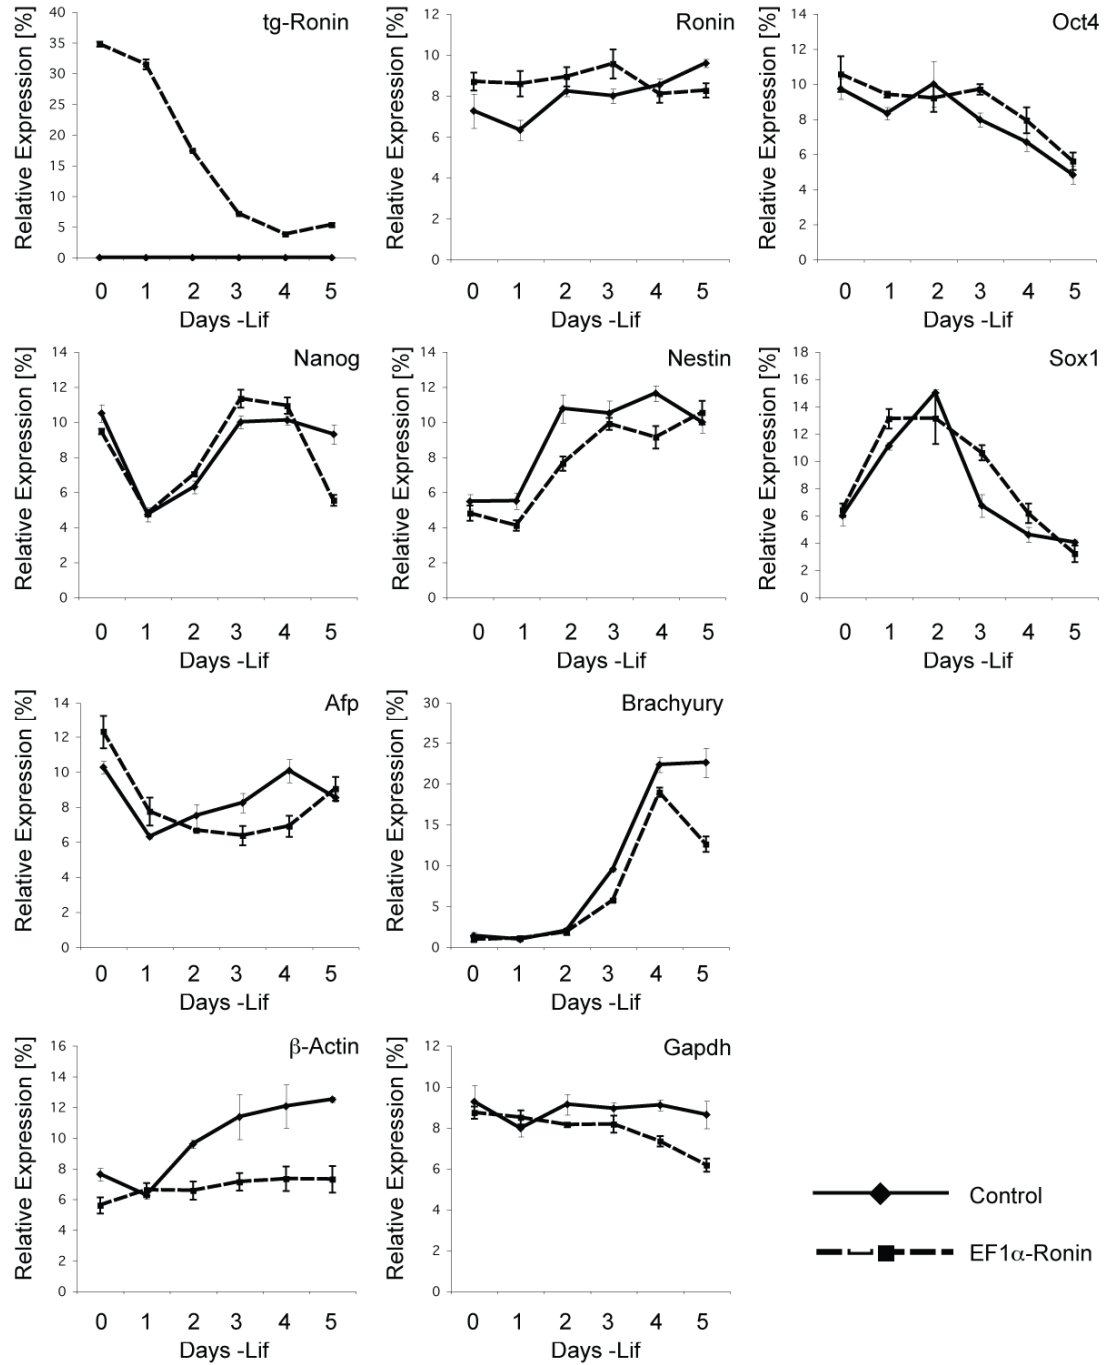 tg-Ronin
Relative Expression [%]
40
35
30
25
20
15
10
5
0
0 1 2 3 4 5
Days -Lif
Ronin
Relative Expression [%]
12
10
8
6
4
2
0
0 1 2 3 4 5
Days -Lif
Oct4
Relative Expression [%]
14
12
10
8
6
4
2
0
0 1 2 3 4 5
Days -Lif
Nanog
Relative Expression [%]
14
12
10
8
6
4
2
0
0 1 2 3 4 5
Days -Lif
Nestin
Relative Expression [%]
14
12
10
8
6
4
2
0
0 1 2 3 4 5
Days -Lif
Sox1
Relative Expression [%]
18
16
14
12
10
8
6
4
2
0
0 1 2 3 4 5
Days -Lif
Afp
Relative Expression [%]
14
12
10
8
6
4
2
0
0 1 2 3 4 5
Days -Lif
Brachyury
Relative Expression [%]
30
25
20
15
10
5
0
0 1 2 3 4 5
Days -Lif
β-Actin
Relative Expression [%]
16
14
12
10
8
6
4
2
0
0 1 2 3 4 5
Days -Lif
Gapdh
Relative Expression [%]
12
10
8
6
4
2
0
0 1 2 3 4 5
Days -Lif
Control
EF1α-Ronin